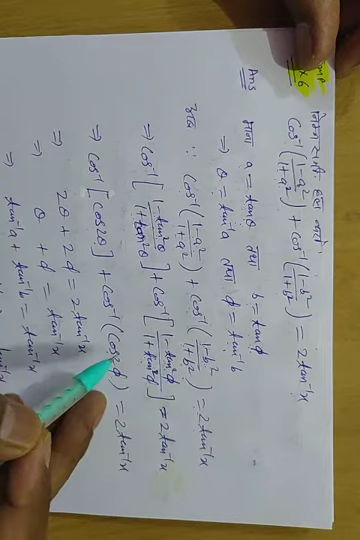 Imp
Ex 6
निम्न समी॰ हल करो
cos⁻¹((1-a²)/(1+a²)) + cos⁻¹((1-b²)/(1+b²)) = 2tan⁻¹x
Ans माना a = tanθ तथा b = tanϕ
⇒ θ = tan⁻¹a तथा ϕ = tan⁻¹b
∵ cos⁻¹((1-a²)/(1+a²)) + cos⁻¹((1-b²)/(1+b²)) = 2tan⁻¹x
⇒ cos⁻¹[(1-tan²θ)/(1+tan²θ)] + cos⁻¹[(1-tan²ϕ)/(1+tan²ϕ)] = 2tan⁻¹x
⇒ cos⁻¹[cos2θ] + cos⁻¹(cos2ϕ) = 2tan⁻¹x
⇒ 2θ + 2ϕ = 2tan⁻¹x
⇒ θ + ϕ = tan⁻¹x
⇒ tan⁻¹a + tan⁻¹b = tan⁻¹x